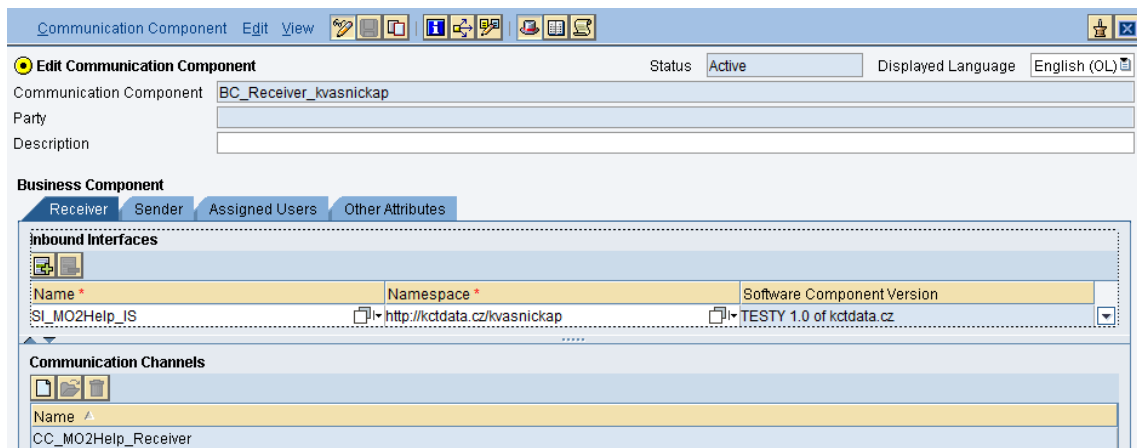 Communication Component Edit View
Edit Communication Component Status Active Displayed Language English (OL)
Communication Component BC_Receiver_kvasnickap
Party
Description
Business Component
Receiver Sender Assigned Users Other Attributes
Inbound Interfaces
Name * Namespace * Software Component Version
SI_MO2Help_IS http://kctdata.cz/kvasnickap TESTY 1.0 of kctdata.cz
Communication Channels
Name
CC_MO2Help_Receiver